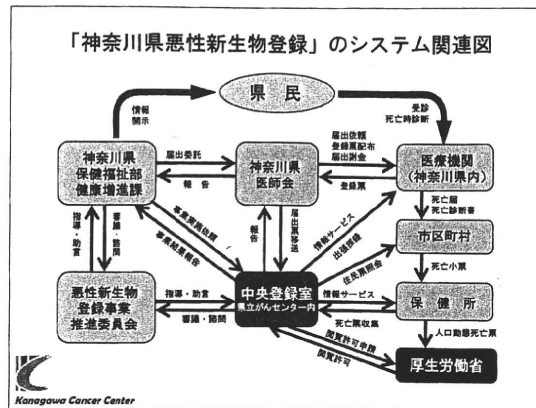 「神奈川県悪性新生物登録」のシステム関連図
県 民
情報
開示
受診
死亡時診断
神奈川県
保健福祉部
健康増進課
届出委託
報 告
神奈川県
医師会
届出依頼
登録票配布
届出謝金
登録票
医療機関
(神奈川県内)
指導・助言
審議・諮問
事業実施依頼
事業結果報告
報告
届出票移送
情報サービス
出張採録
住民票照会
死亡届
死亡診断書
市区町村
死亡小票
悪性新生物
登録事業
推進委員会
指導・助言
審議・諮問
中央登録室
県立がんセンター内
情報サービス
死亡票収集
保 健 所
人口動態死亡票
閲覧許可申請
閲覧許可
厚生労働省
Kanagawa Cancer Center